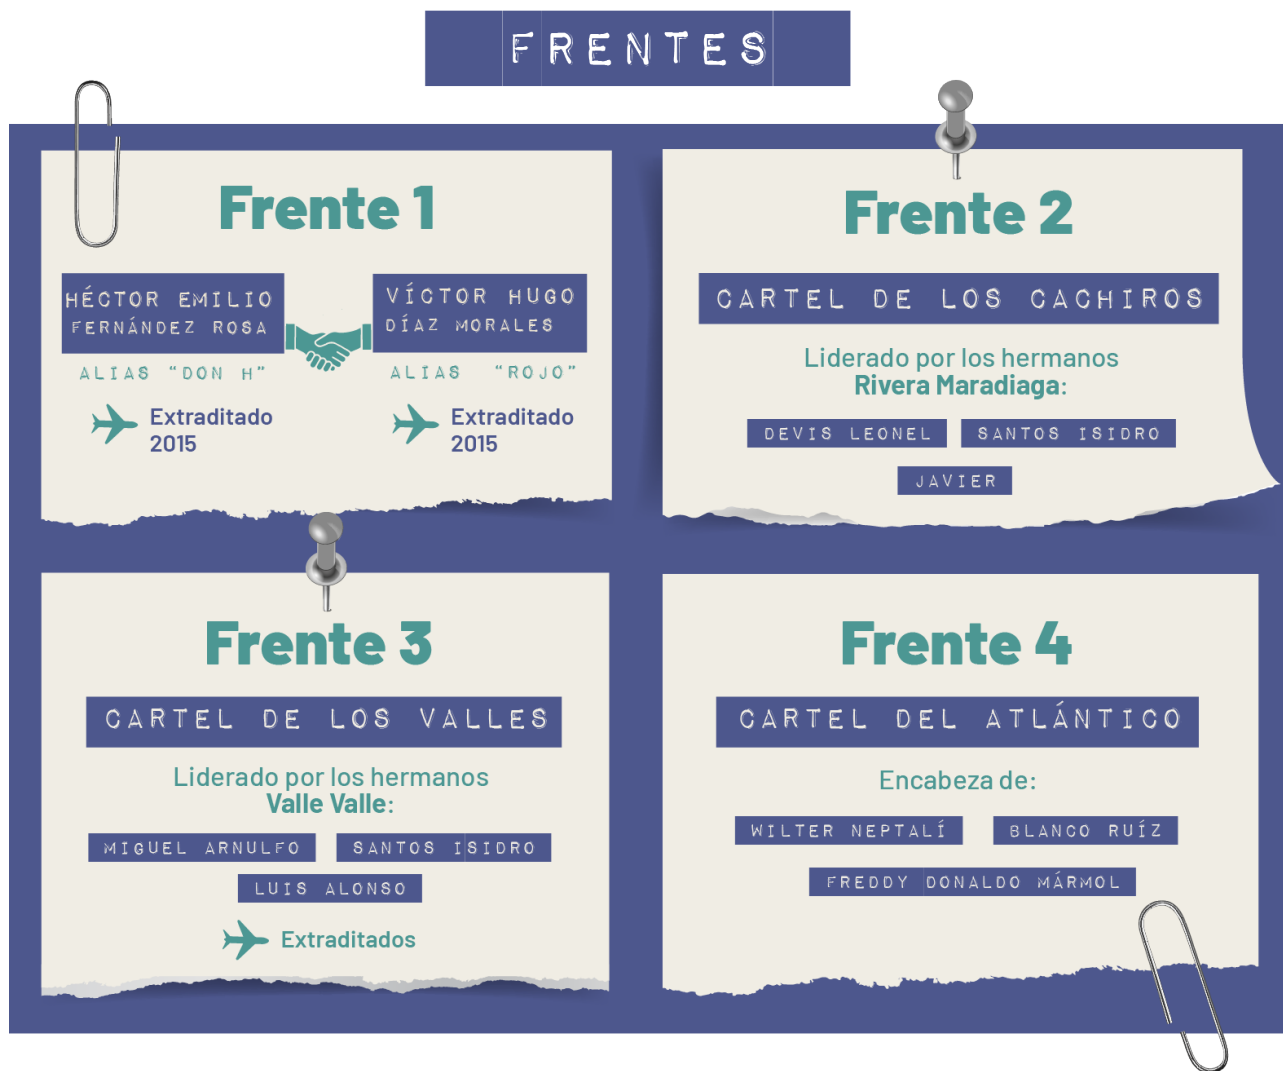 FRENTES
Frente 1
HÉCTOR EMILIO
FERNÁNDEZ ROSA
ALIAS "DON H"
Extraditado
2015
VÍCTOR HUGO
DÍAZ MORALES
ALIAS "ROJO"
Extraditado
2015
Frente 2
CARTEL DE LOS CACHIROS
Liderado por los hermanos
Rivera Maradiaga:
DEVIS LEONEL
SANTOS ISIDRO
JAVIER
Frente 3
CARTEL DE LOS VALLES
Liderado por los hermanos
Valle Valle:
MIGUEL ARNULFO
SANTOS ISIDRO
LUIS ALONSO
Extraditados
Frente 4
CARTEL DEL ATLÁNTICO
Encabeza de:
WILTER NEPTALÍ
BLANCO RUÍZ
FREDDY DONALDO MÁRMOL